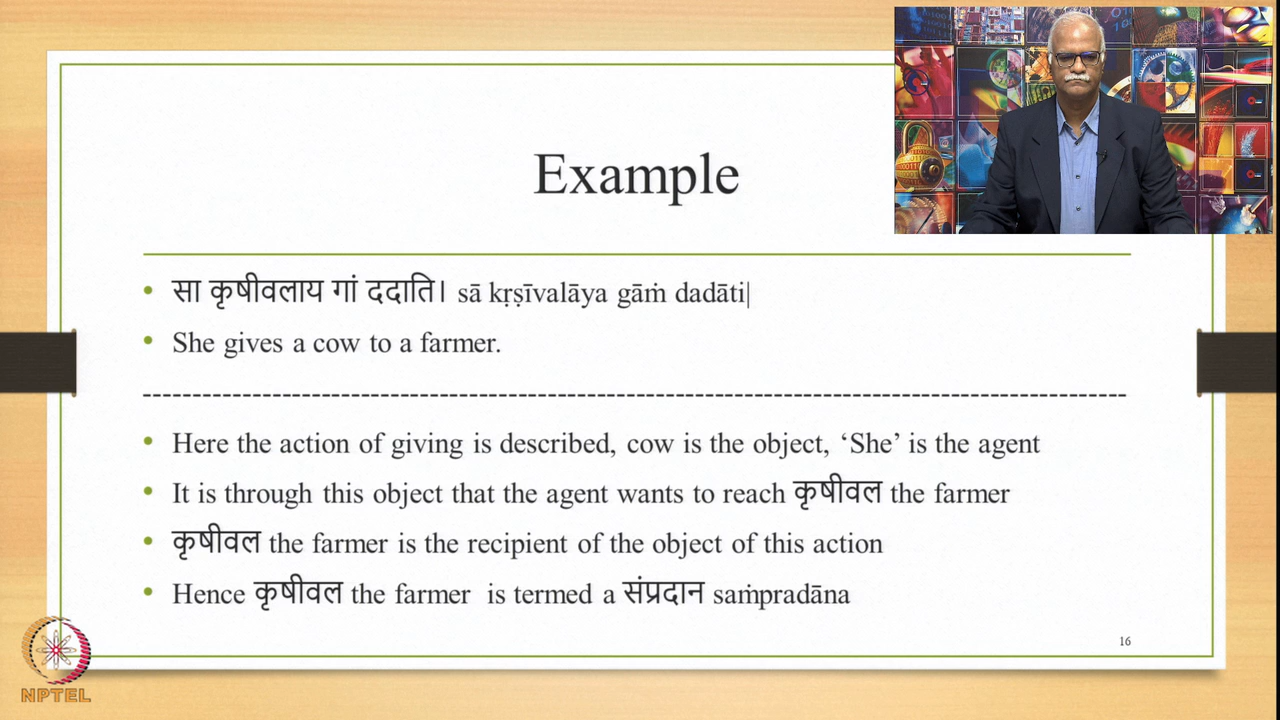 Example
• सा कृषीवलाय गां ददाति। sā kṛṣīvalāya gāṁ dadāti|
• She gives a cow to a farmer.
--------------------------------------------------------------------------------------------------
• Here the action of giving is described, cow is the object, ‘She’ is the agent
• It is through this object that the agent wants to reach कृषीवल the farmer
• कृषीवल the farmer is the recipient of the object of this action
• Hence कृषीवल the farmer  is termed a संप्रदान saṁpradāna
16
NPTEL